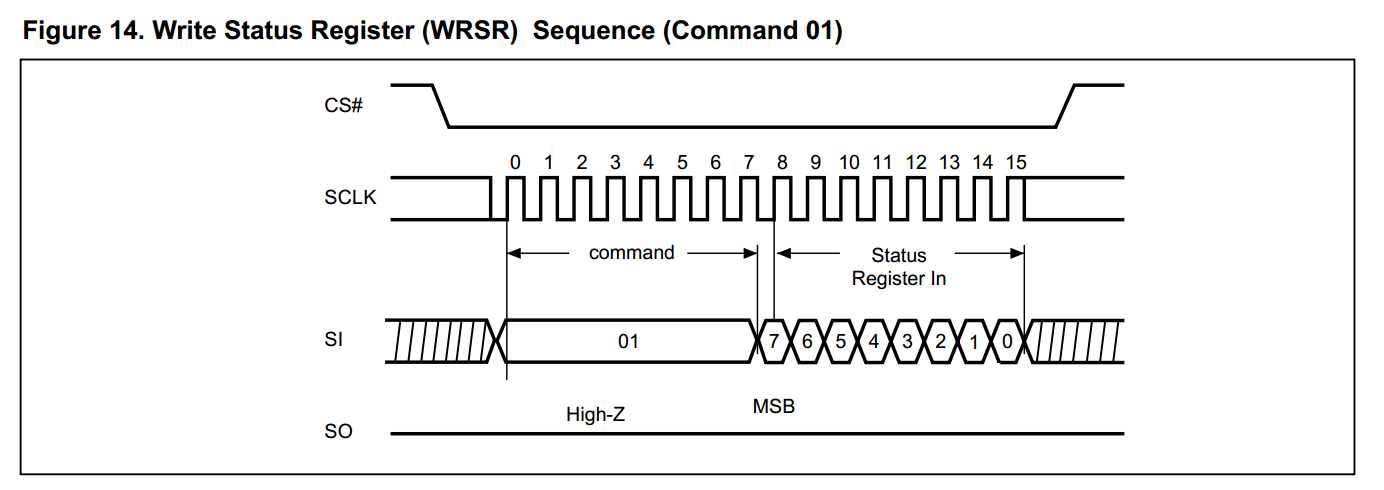 Figure 14. Write Status Register (WRSR)  Sequence (Command 01)
CS#
0 1 2 3 4 5 6 7 8 9 10 11 12 13 14 15
SCLK
command
Status
Register In
SI
01
7 6 5 4 3 2 1 0
High-Z
MSB
SO